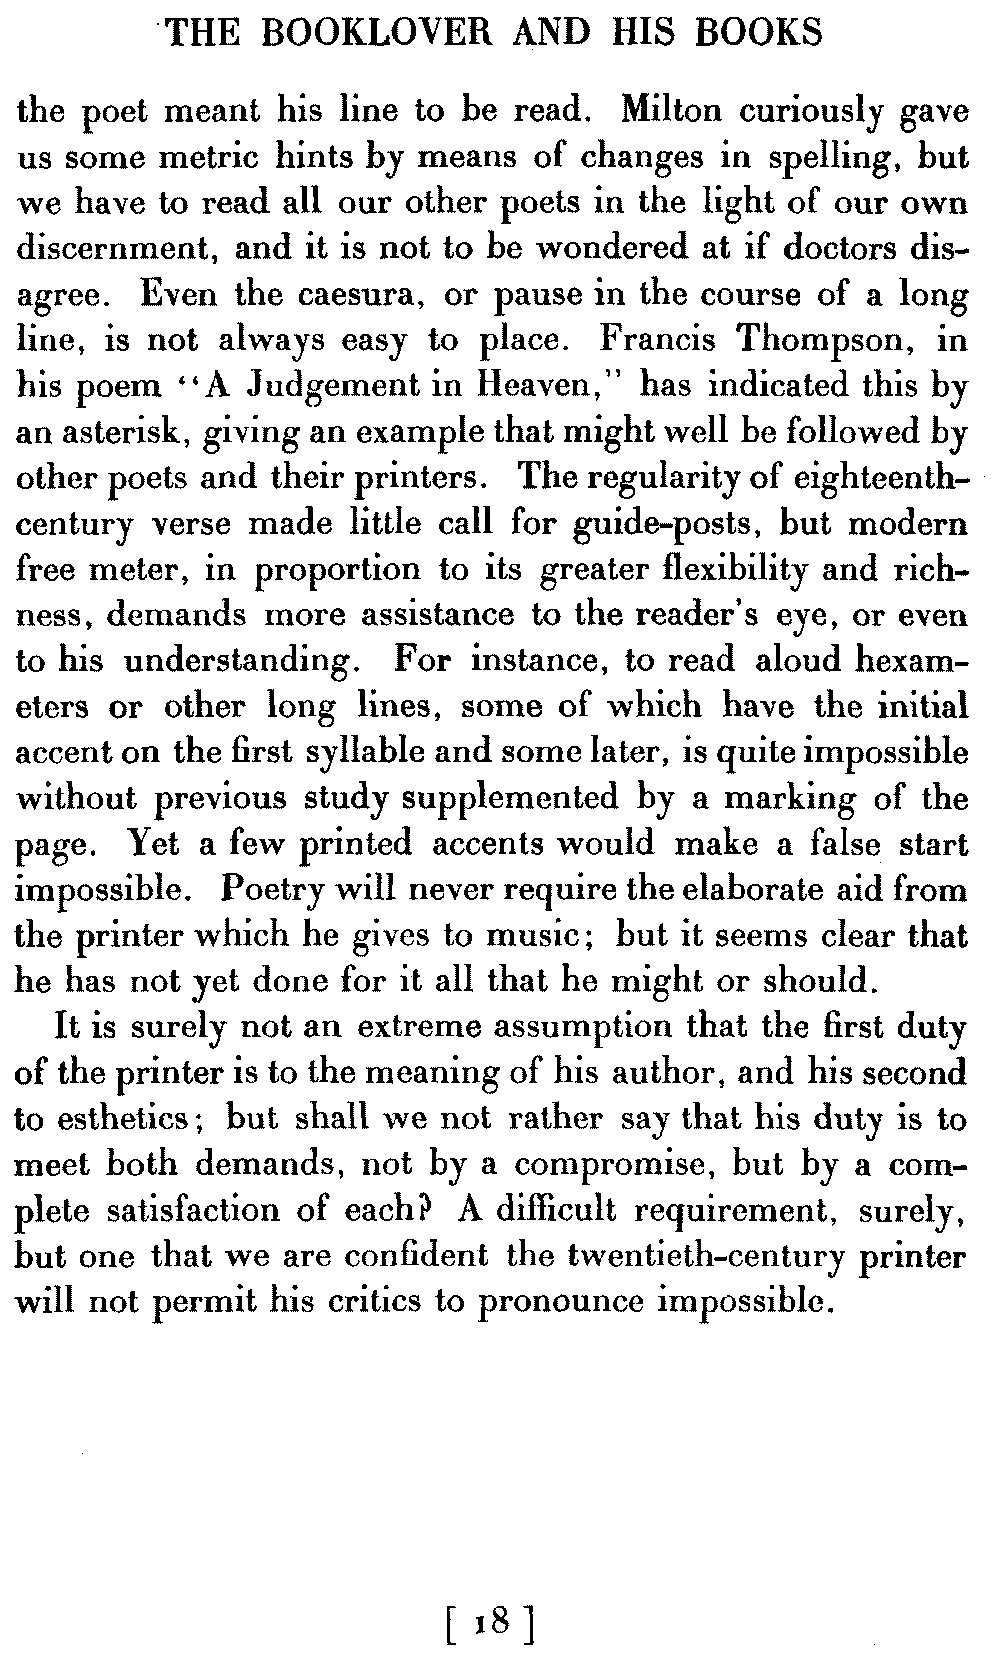 THE BOOKLOVER AND HIS BOOKS
the poet meant his line to be read. Milton curiously gave
us some metric hints by means of changes in spelling, but
we have to read all our other poets in the light of our own
discernment, and it is not to be wondered at if doctors dis-
agree. Even the caesura, or pause in the course of a long
line, is not always easy to place. Francis Thompson, in
his poem “A Judgement in Heaven,” has indicated this by
an asterisk, giving an example that might well be followed by
other poets and their printers. The regularity of eighteenth-
century verse made little call for guide-posts, but modern
free meter, in proportion to its greater flexibility and rich-
ness, demands more assistance to the reader's eye, or even
to his understanding. For instance, to read aloud hexam-
eters or other long lines, some of which have the initial
accent on the first syllable and some later, is quite impossible
without previous study supplemented by a marking of the
page. Yet a few printed accents would make a false start
impossible. Poetry will never require the elaborate aid from
the printer which he gives to music; but it seems clear that
he has not yet done for it all that he might or should.
It is surely not an extreme assumption that the first duty
of the printer is to the meaning of his author, and his second
to esthetics; but shall we not rather say that his duty is to
meet both demands, not by a compromise, but by a com-
plete satisfaction of each? A difficult requirement, surely,
but one that we are confident the twentieth-century printer
will not permit his critics to pronounce impossible.
[ 18 ]